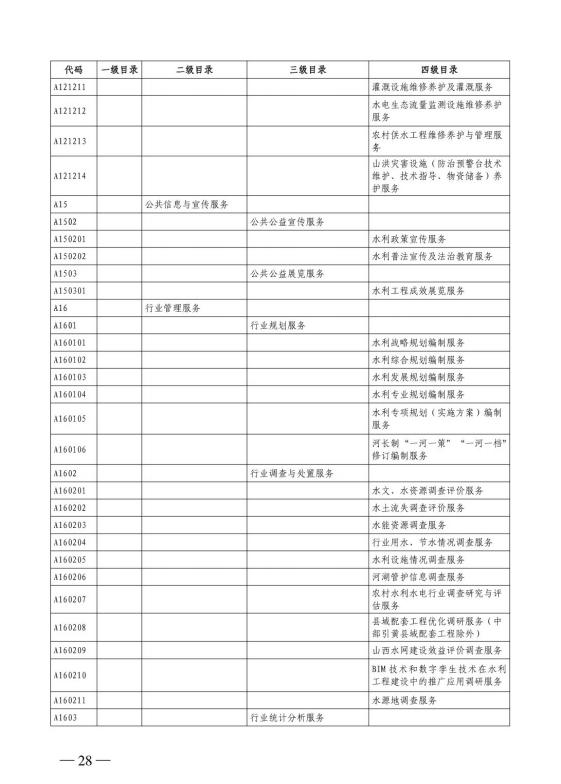 代码 一级目录 二级目录 三级目录 四级目录
A121211 灌溉设施维修养护及灌溉服务
A121212 水电生态流量监测设施维修养护
服务
A121213 农村供水工程维修养护与管理服
务
A121214 山洪灾害设施（防治预警台技术
维护、技术指导、物资储备）养
护服务
A15 公共信息与宣传服务
A1502 公共公益宣传服务
A150201 水利政策宣传服务
A150202 水利普法宣传及法治教育服务
A1503 公共公益展览服务
A150301 水利工程成效展览服务
A16 行业管理服务
A1601 行业规划服务
A160101 水利战略规划编制服务
A160102 水利综合规划编制服务
A160103 水利发展规划编制服务
A160104 水利专业规划编制服务
A160105 水利专项规划（实施方案）编制
服务
A160106 河长制“一河一策”“一河一档”
修订编制服务
A1602 行业调查与处置服务
A160201 水文、水资源调查评价服务
A160202 水土流失调查评价服务
A160203 水能资源调查服务
A160204 行业用水、节水情况调查服务
A160205 水利设施情况调查服务
A160206 河湖管护信息调查服务
A160207 农村水利水电行业调查研究与评
估服务
A160208 县域配套工程优化调研服务（中
部引黄县域配套工程除外）
A160209 山西水网建设效益评价调查服务
A160210 BIM 技术和数字孪生技术在水利
工程建设中的推广应用调研服务
A160211 水源地调查服务
A1603 行业统计分析服务
— 28 —